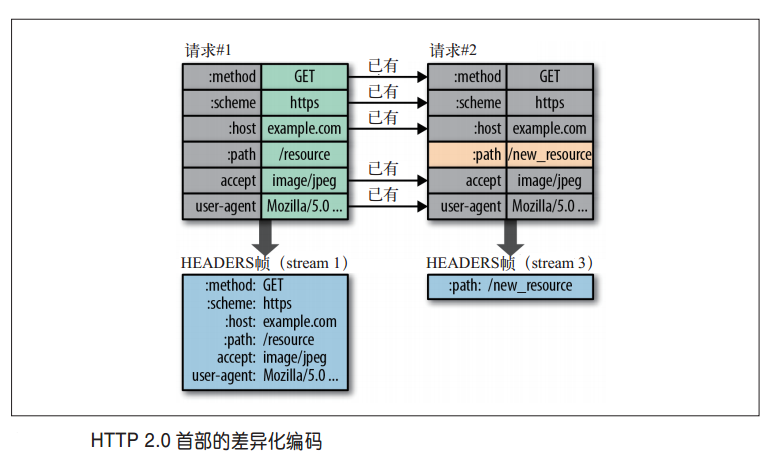 请求#1
:method GET
:scheme https
:host example.com
:path /resource
accept image/jpeg
user-agent Mozilla/5.0 ...
已有
已有
已有
已有
已有
请求#2
:method GET
:scheme https
:host example.com
:path /new_resource
accept image/jpeg
user-agent Mozilla/5.0 ...
HEADERS帧（stream 1）
:method: GET
:scheme: https
:host: example.com
:path: /resource
accept: image/jpeg
user-agent: Mozilla/5.0 ...
HEADERS帧（stream 3）
:path: /new_resource
HTTP 2.0 首部的差异化编码